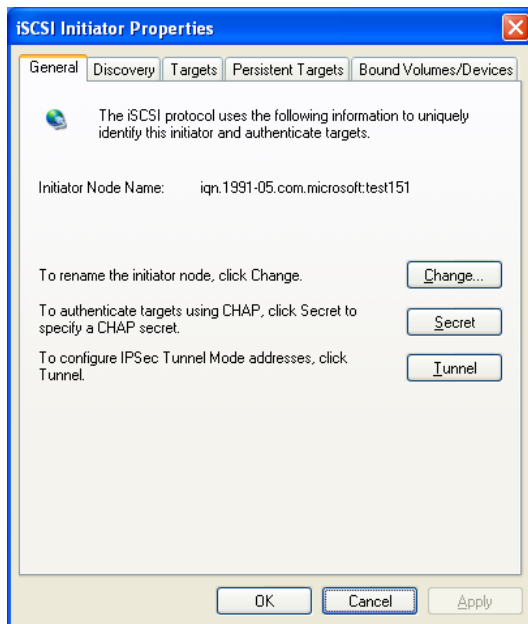 iSCSI Initiator Properties
General Discovery Targets Persistent Targets Bound Volumes/Devices
The iSCSI protocol uses the following information to uniquely
identify this initiator and authenticate targets.
Initiator Node Name: iqn.1991-05.com.microsoft:test151
To rename the initiator node, click Change. Change...
To authenticate targets using CHAP, click Secret to
specify a CHAP secret. Secret
To configure IPSec Tunnel Mode addresses, click
Tunnel. Tunnel
OK Cancel Apply